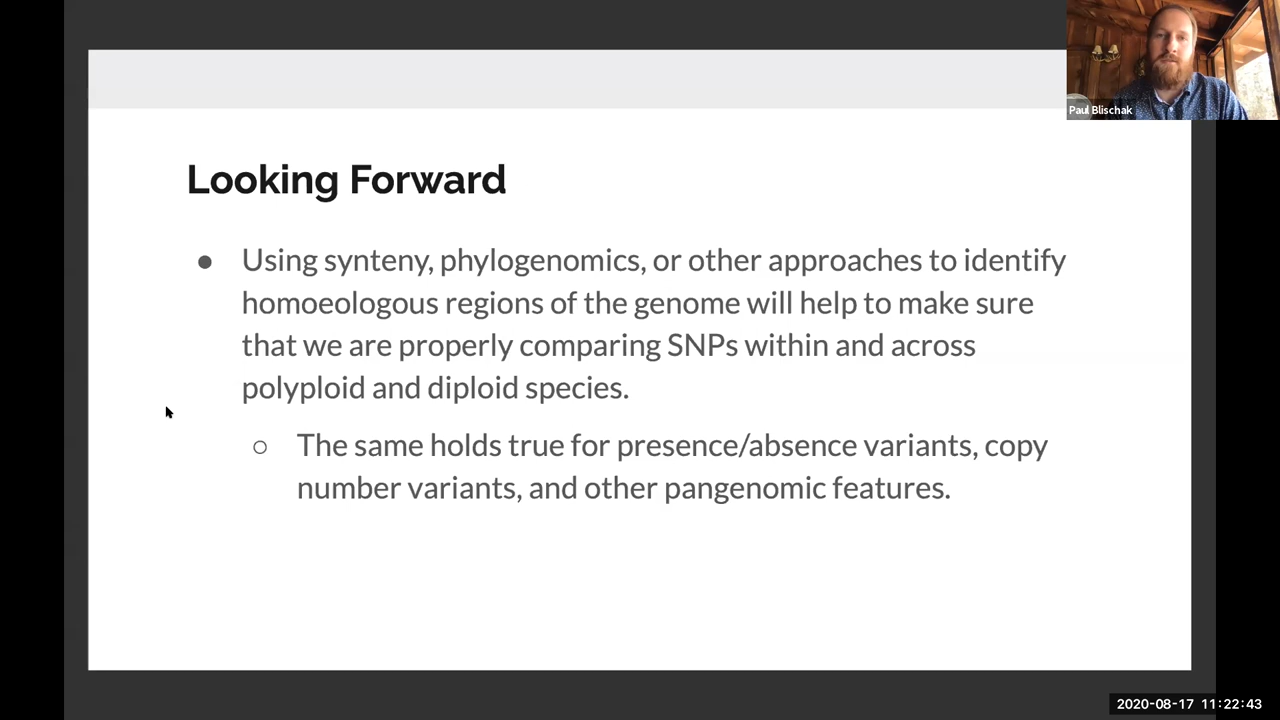 Paul Blischak
Looking Forward
● Using synteny, phylogenomics, or other approaches to identify
homoeologous regions of the genome will help to make sure
that we are properly comparing SNPs within and across
polyploid and diploid species.
○ The same holds true for presence/absence variants, copy
number variants, and other pangenomic features.
2020-08-17 11:22:43